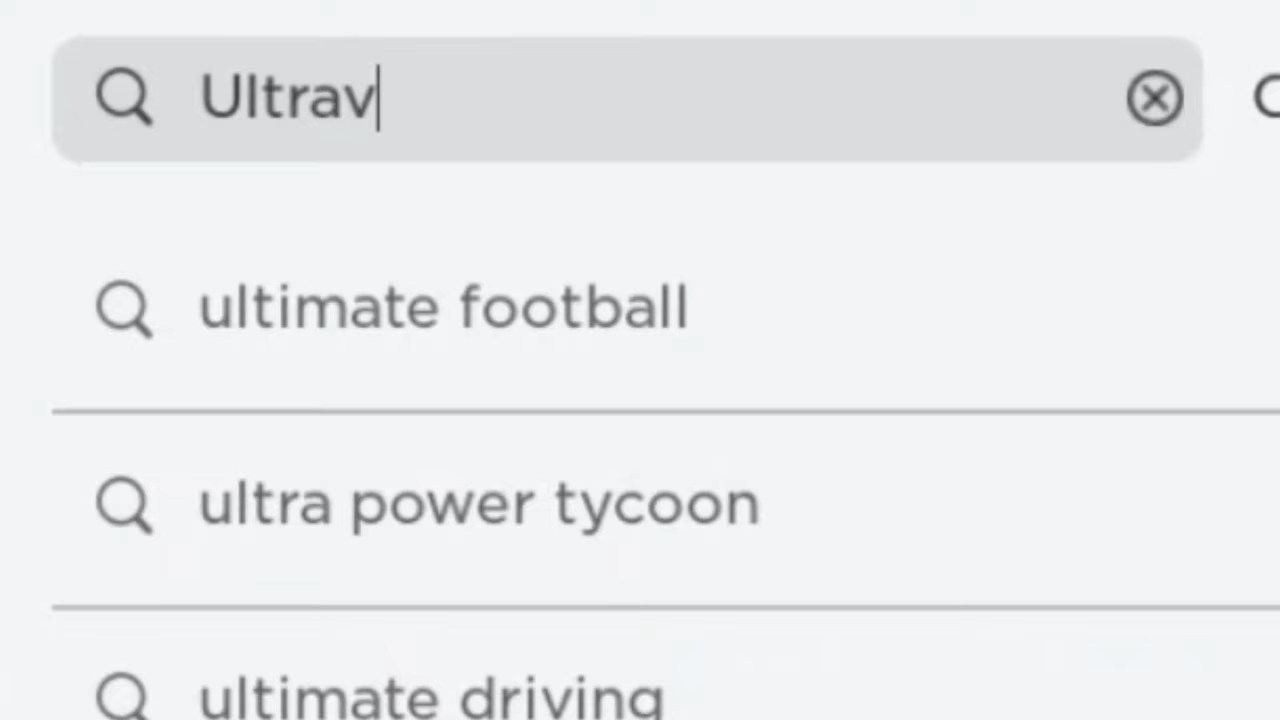 Ultrav
ultimate football
ultra power tycoon
ultimate driving